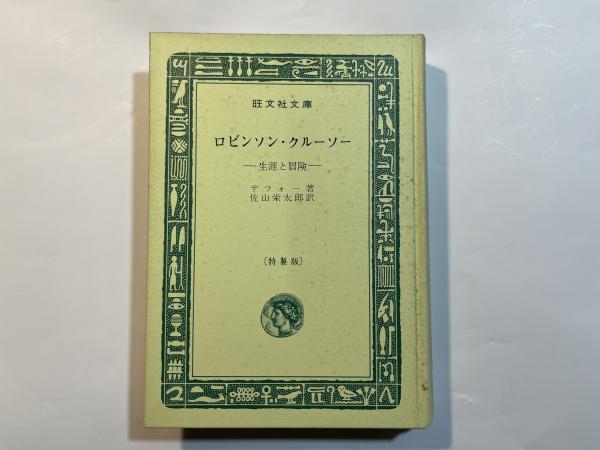 旺文社文庫
ロビンソン・クルーソー
―生涯と冒険―
デフォー著
佐山栄太郎訳
〔特製版〕